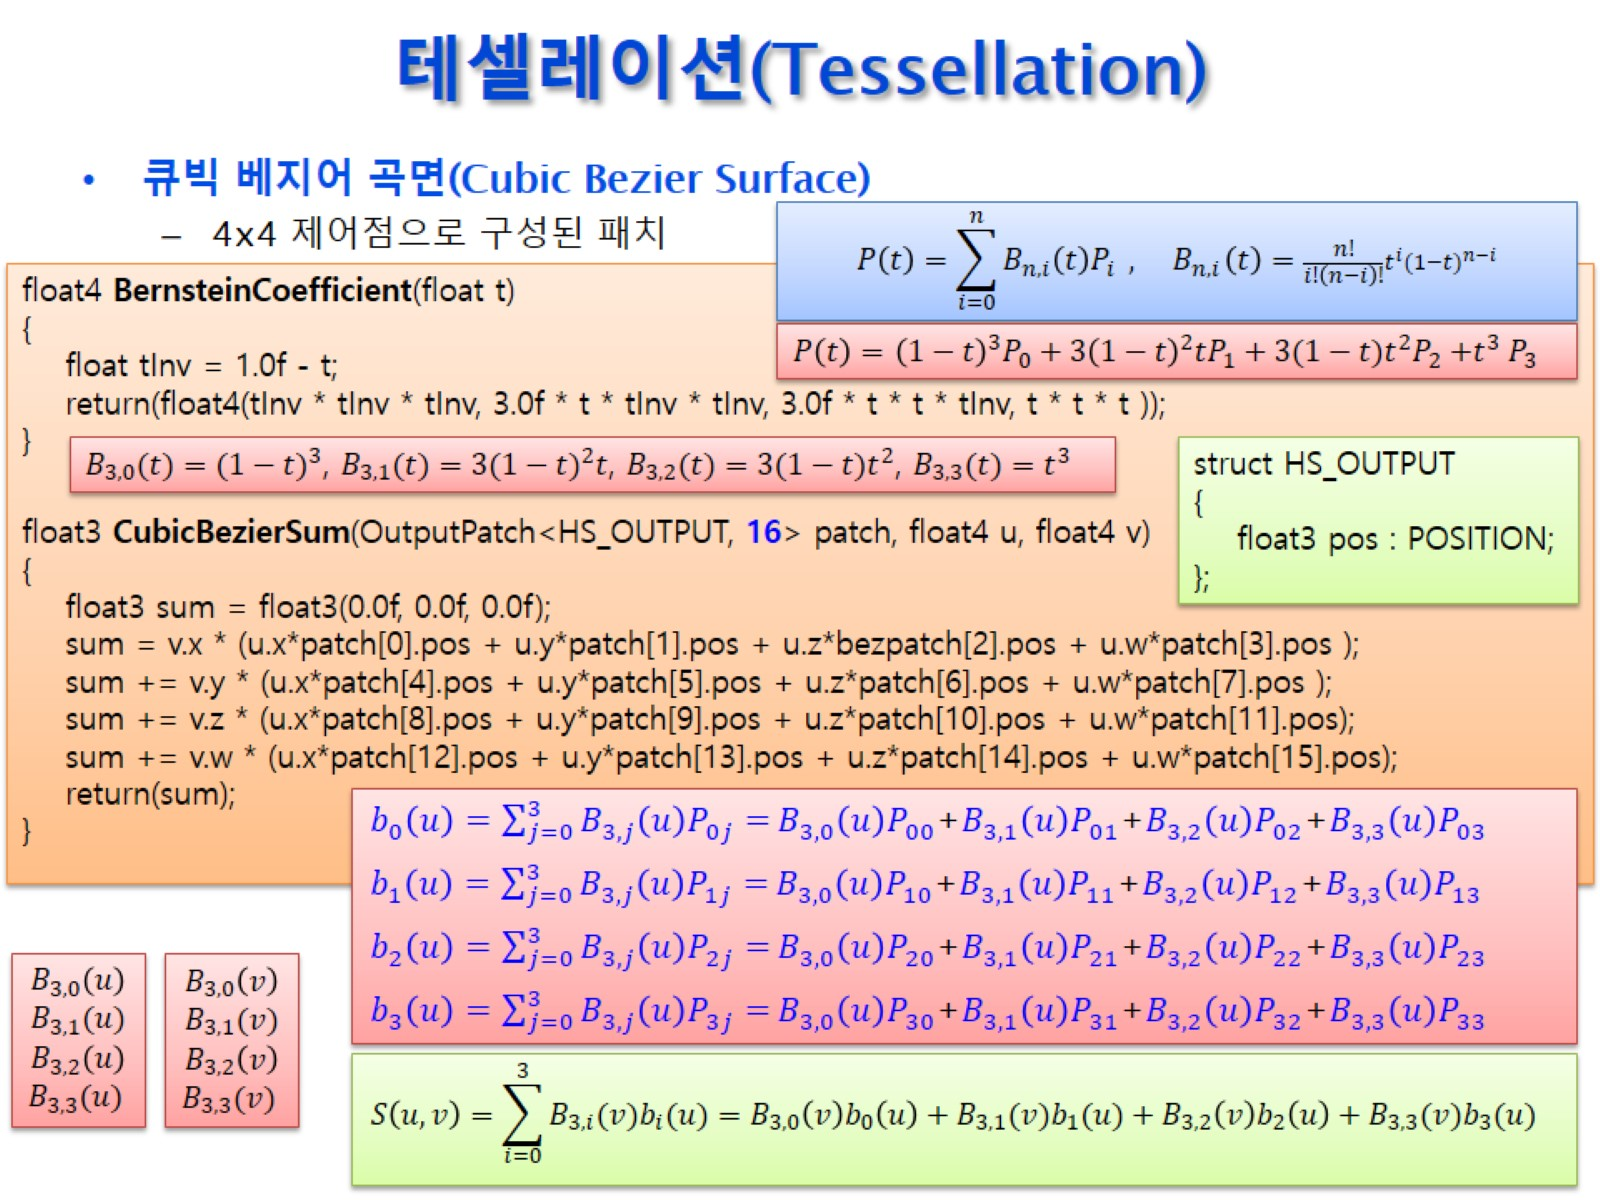 테셀레이션(Tessellation)
• 큐빅 베지어 곡면(Cubic Bezier Surface)
– 4x4 제어점으로 구성된 패치
P(t) = ∑_{i=0}^{n} B_{n,i}(t)P_i , B_{n,i}(t) = \frac{n!}{i!(n−i)!} t^i(1−t)^{n−i}
P(t) = (1 − t)^3P_0 + 3(1 − t)^2tP_1 + 3(1 − t)t^2P_2 +t^3 P_3
float4 BernsteinCoefficient(float t)
{
float tInv = 1.0f - t;
return(float4(tInv * tInv * tInv, 3.0f * t * tInv * tInv, 3.0f * t * t * tInv, t * t * t ));
}
B_{3,0}(t) = (1 − t)^3, B_{3,1}(t) = 3(1 − t)^2t, B_{3,2}(t) = 3(1 − t)t^2, B_{3,3}(t) = t^3
struct HS_OUTPUT
{
float3 pos : POSITION;
};
float3 CubicBezierSum(OutputPatch<HS_OUTPUT, 16> patch, float4 u, float4 v)
{
float3 sum = float3(0.0f, 0.0f, 0.0f);
sum = v.x * (u.x*patch[0].pos + u.y*patch[1].pos + u.z*bezpatch[2].pos + u.w*patch[3].pos );
sum += v.y * (u.x*patch[4].pos + u.y*patch[5].pos + u.z*patch[6].pos + u.w*patch[7].pos );
sum += v.z * (u.x*patch[8].pos + u.y*patch[9].pos + u.z*patch[10].pos + u.w*patch[11].pos);
sum += v.w * (u.x*patch[12].pos + u.y*patch[13].pos + u.z*patch[14].pos + u.w*patch[15].pos);
return(sum);
}
b_0(u) = ∑_{j=0}^{3} B_{3,j}(u)P_{0j} = B_{3,0}(u)P_{00}+B_{3,1}(u)P_{01}+B_{3,2}(u)P_{02}+B_{3,3}(u)P_{03}
b_1(u) = ∑_{j=0}^{3} B_{3,j}(u)P_{1j} = B_{3,0}(u)P_{10}+B_{3,1}(u)P_{11}+B_{3,2}(u)P_{12}+B_{3,3}(u)P_{13}
b_2(u) = ∑_{j=0}^{3} B_{3,j}(u)P_{2j} = B_{3,0}(u)P_{20}+B_{3,1}(u)P_{21}+B_{3,2}(u)P_{22}+B_{3,3}(u)P_{23}
b_3(u) = ∑_{j=0}^{3} B_{3,j}(u)P_{3j} = B_{3,0}(u)P_{30}+B_{3,1}(u)P_{31}+B_{3,2}(u)P_{32}+B_{3,3}(u)P_{33}
B_{3,0}(u)
B_{3,1}(u)
B_{3,2}(u)
B_{3,3}(u)
B_{3,0}(v)
B_{3,1}(v)
B_{3,2}(v)
B_{3,3}(v)
S(u, v) = ∑_{i=0}^{3} B_{3,i}(v)b_i(u) = B_{3,0}(v)b_0(u) + B_{3,1}(v)b_1(u) + B_{3,2}(v)b_2(u) + B_{3,3}(v)b_3(u)